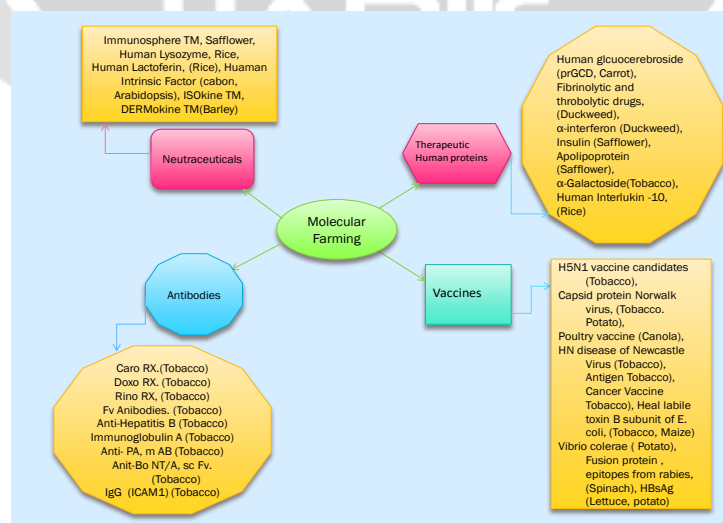 Immunosphere TM, Safflower,
Human Lysozyme, Rice,
Human Lactoferin, (Rice), Huaman
Intrinsic Factor (cabon,
Arabidopsis), ISOkine TM,
DERMokine TM(Barley)
Neutraceuticals
Therapeutic
Human proteins
Human glcuocerebroside
(prGCD, Carrot),
Fibrinolytic and
throbolytic drugs,
(Duckweed),
α-interferon (Duckweed),
Insulin (Safflower),
Apolipoprotein
(Safflower),
α-Galactoside(Tobacco),
Human Interlukin -10,
(Rice)
Molecular
Farming
Antibodies
Vaccines
Caro RX.(Tobacco)
Doxo RX. (Tobacco)
Rino RX, (Tobacco)
Fv Anibodies. (Tobacco)
Anti-Hepatitis B (Tobacco)
Immunoglobulin A (Tobacco)
Anti- PA, m AB (Tobacco)
Anit-Bo NT/A, sc Fv.
(Tobacco)
IgG (ICAM1) (Tobacco)
H5N1 vaccine candidates
(Tobacco),
Capsid protein Norwalk
virus, (Tobacco.
Potato),
Poultry vaccine (Canola),
HN disease of Newcastle
Virus (Tobacco),
Antigen Tobacco),
Cancer Vaccine
Tobacco), Heal labile
toxin B subunit of E.
coli, (Tobacco, Maize)
Vibrio colerae ( Potato),
Fusion protein ,
epitopes from rabies,
(Spinach), HBsAg
(Lettuce, potato)